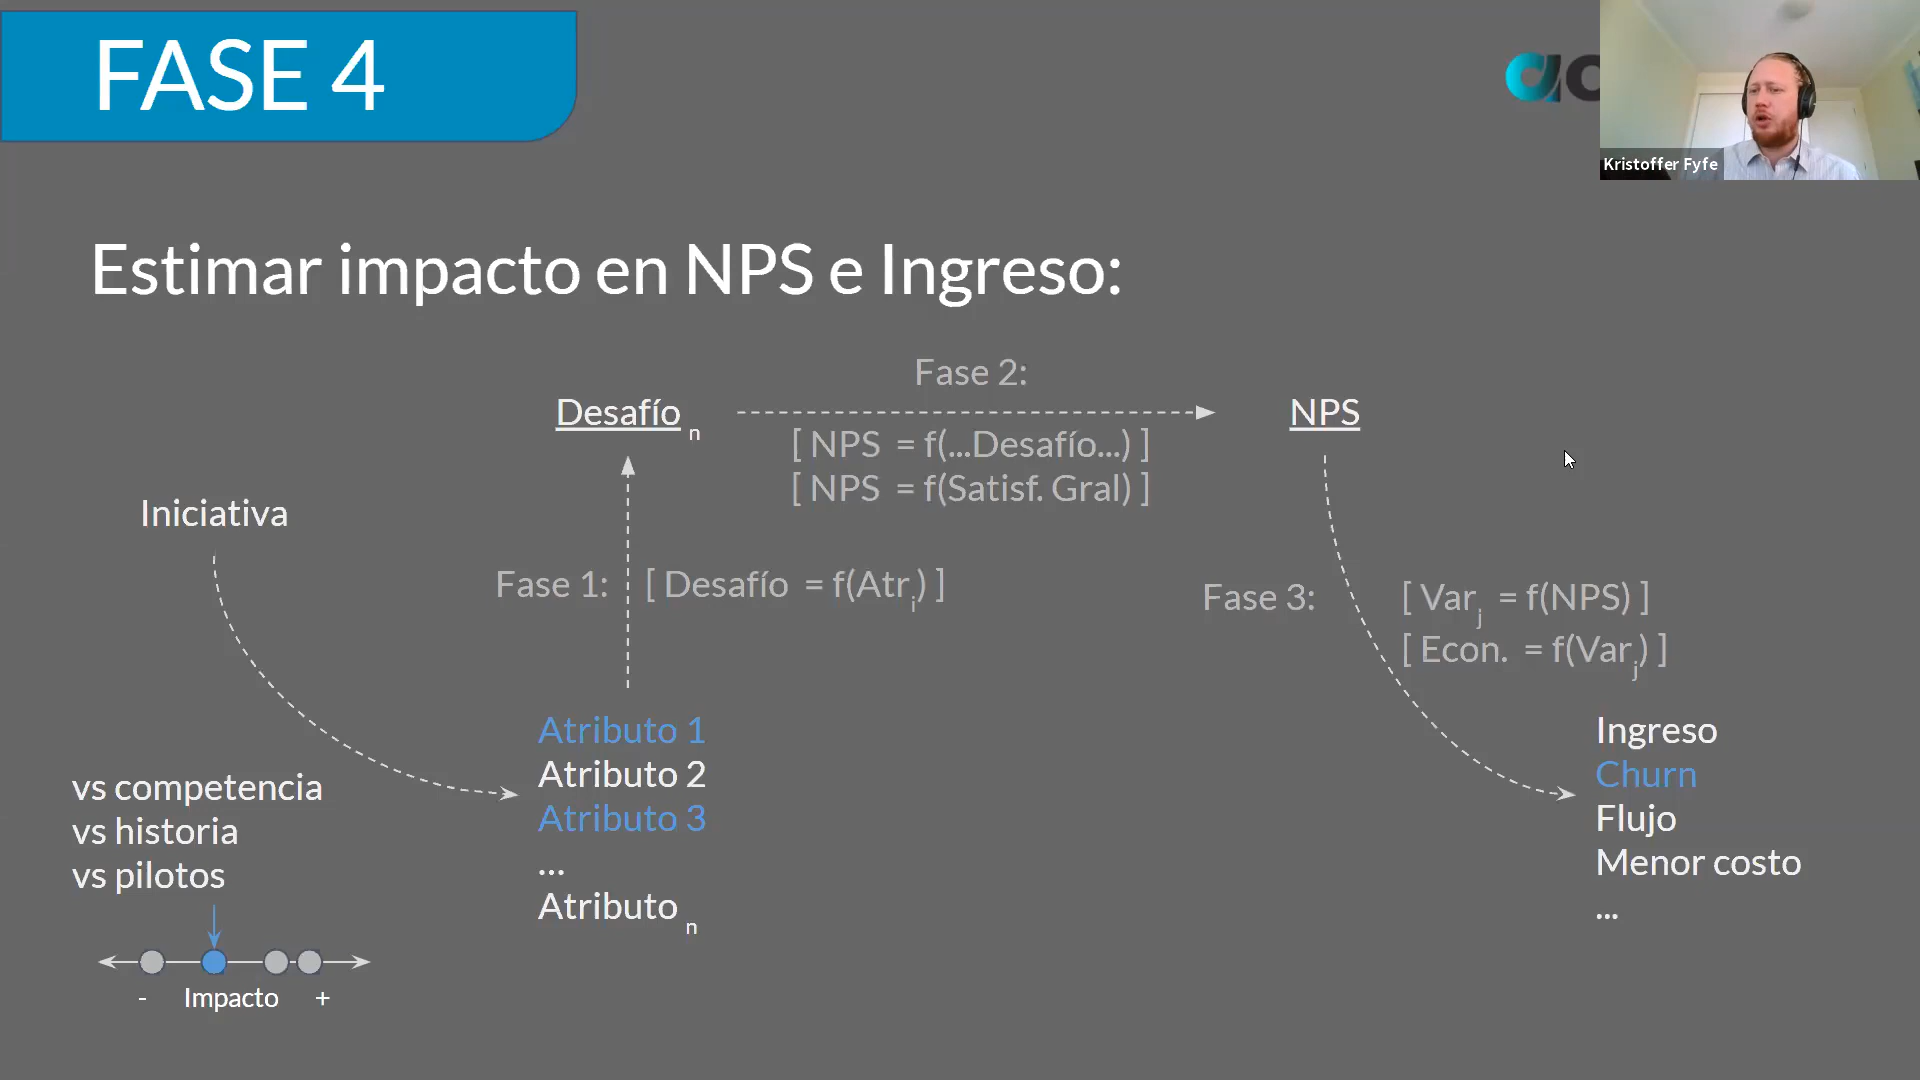 FASE 4
Kristoffer Fyfe
Estimar impacto en NPS e Ingreso:
Fase 2:
Desafío n
NPS
[ NPS = f(...Desafío...) ]
[ NPS = f(Satisf. Gral) ]
Iniciativa
Fase 1: [ Desafío = f(Atr i) ]
Fase 3: [ Var j = f(NPS) ]
[ Econ. = f(Var j) ]
Atributo 1
Atributo 2
Atributo 3
...
Atributo n
Ingreso
Churn
Flujo
Menor costo
...
vs competencia
vs historia
vs pilotos
- Impacto +